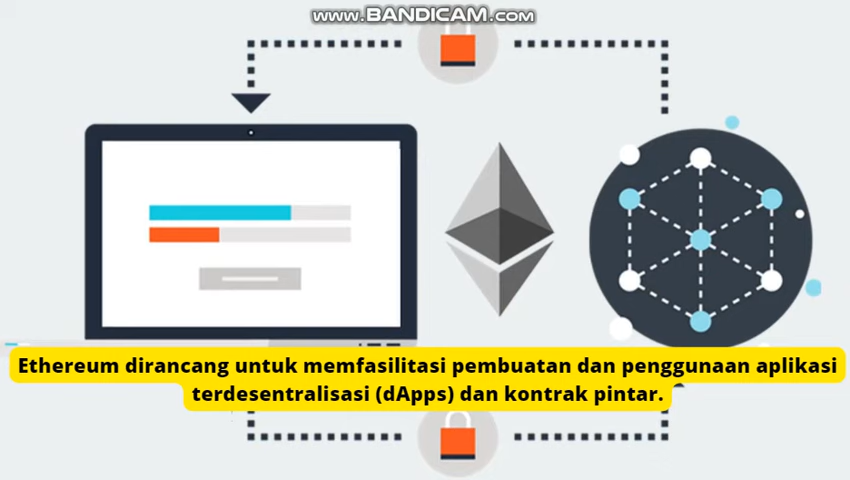 www.BANDICAM.com
Ethereum dirancang untuk memfasilitasi pembuatan dan penggunaan aplikasi
terdesentralisasi (dApps) dan kontrak pintar.